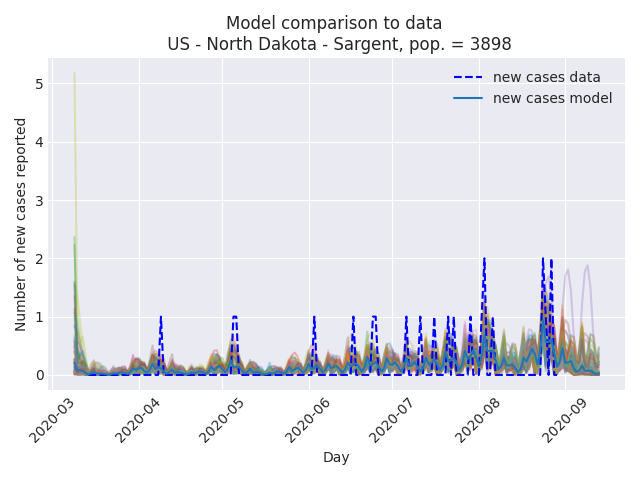 Model comparison to data
US - North Dakota - Sargent, pop. = 3898
new cases data
new cases model
Number of new cases reported
5
4
3
2
1
0
2020-03
2020-04
2020-05
2020-06
2020-07
2020-08
2020-09
Day